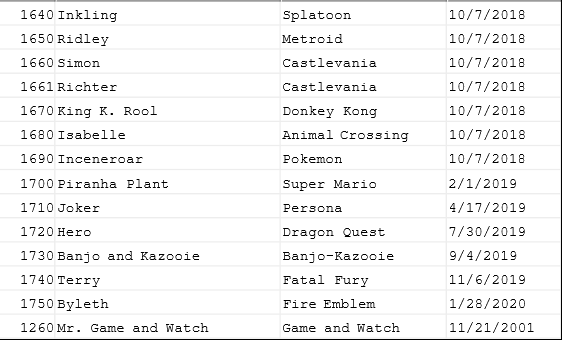 1640 Inkling Splatoon 10/7/2018
1650 Ridley Metroid 10/7/2018
1660 Simon Castlevania 10/7/2018
1661 Richter Castlevania 10/7/2018
1670 King K. Rool Donkey Kong 10/7/2018
1680 Isabelle Animal Crossing 10/7/2018
1690 Inceneroar Pokemon 10/7/2018
1700 Piranha Plant Super Mario 2/1/2019
1710 Joker Persona 4/17/2019
1720 Hero Dragon Quest 7/30/2019
1730 Banjo and Kazooie Banjo-Kazooie 9/4/2019
1740 Terry Fatal Fury 11/6/2019
1750 Byleth Fire Emblem 1/28/2020
1260 Mr. Game and Watch Game and Watch 11/21/2001